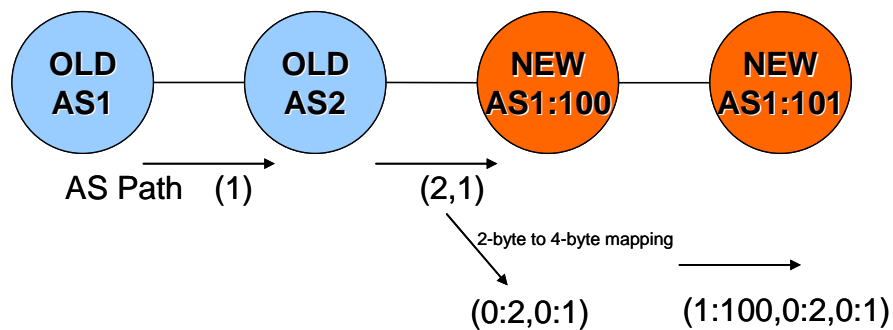 OLD
AS1
OLD
AS2
NEW
AS1:100
NEW
AS1:101
AS Path (1)
(2,1)
2-byte to 4-byte mapping
(0:2,0:1)
(1:100,0:2,0:1)